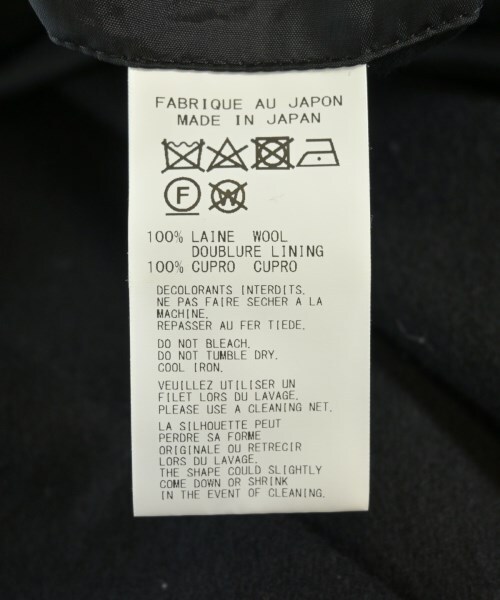 FABRIQUE AU JAPON
MADE IN JAPAN
F W
100% LAINE WOOL
DOUBLURE LINING
100% CUPRO CUPRO
DECOLORANTS INTERDITS.
NE PAS FAIRE SECHER A LA
MACHINE.
REPASSER AU FER TIEDE.
DO NOT BLEACH.
DO NOT TUMBLE DRY.
COOL IRON.
VEUILLEZ UTILISER UN
FILET LORS DU LAVAGE.
PLEASE USE A CLEANING NET.
LA SILHOUETTE PEUT
PERDRE SA FORME
ORIGINALE OU RETRECIR
LORS DU LAVAGE.
THE SHAPE COULD SLIGHTLY
COME DOWN OR SHRINK
IN THE EVENT OF CLEANING.